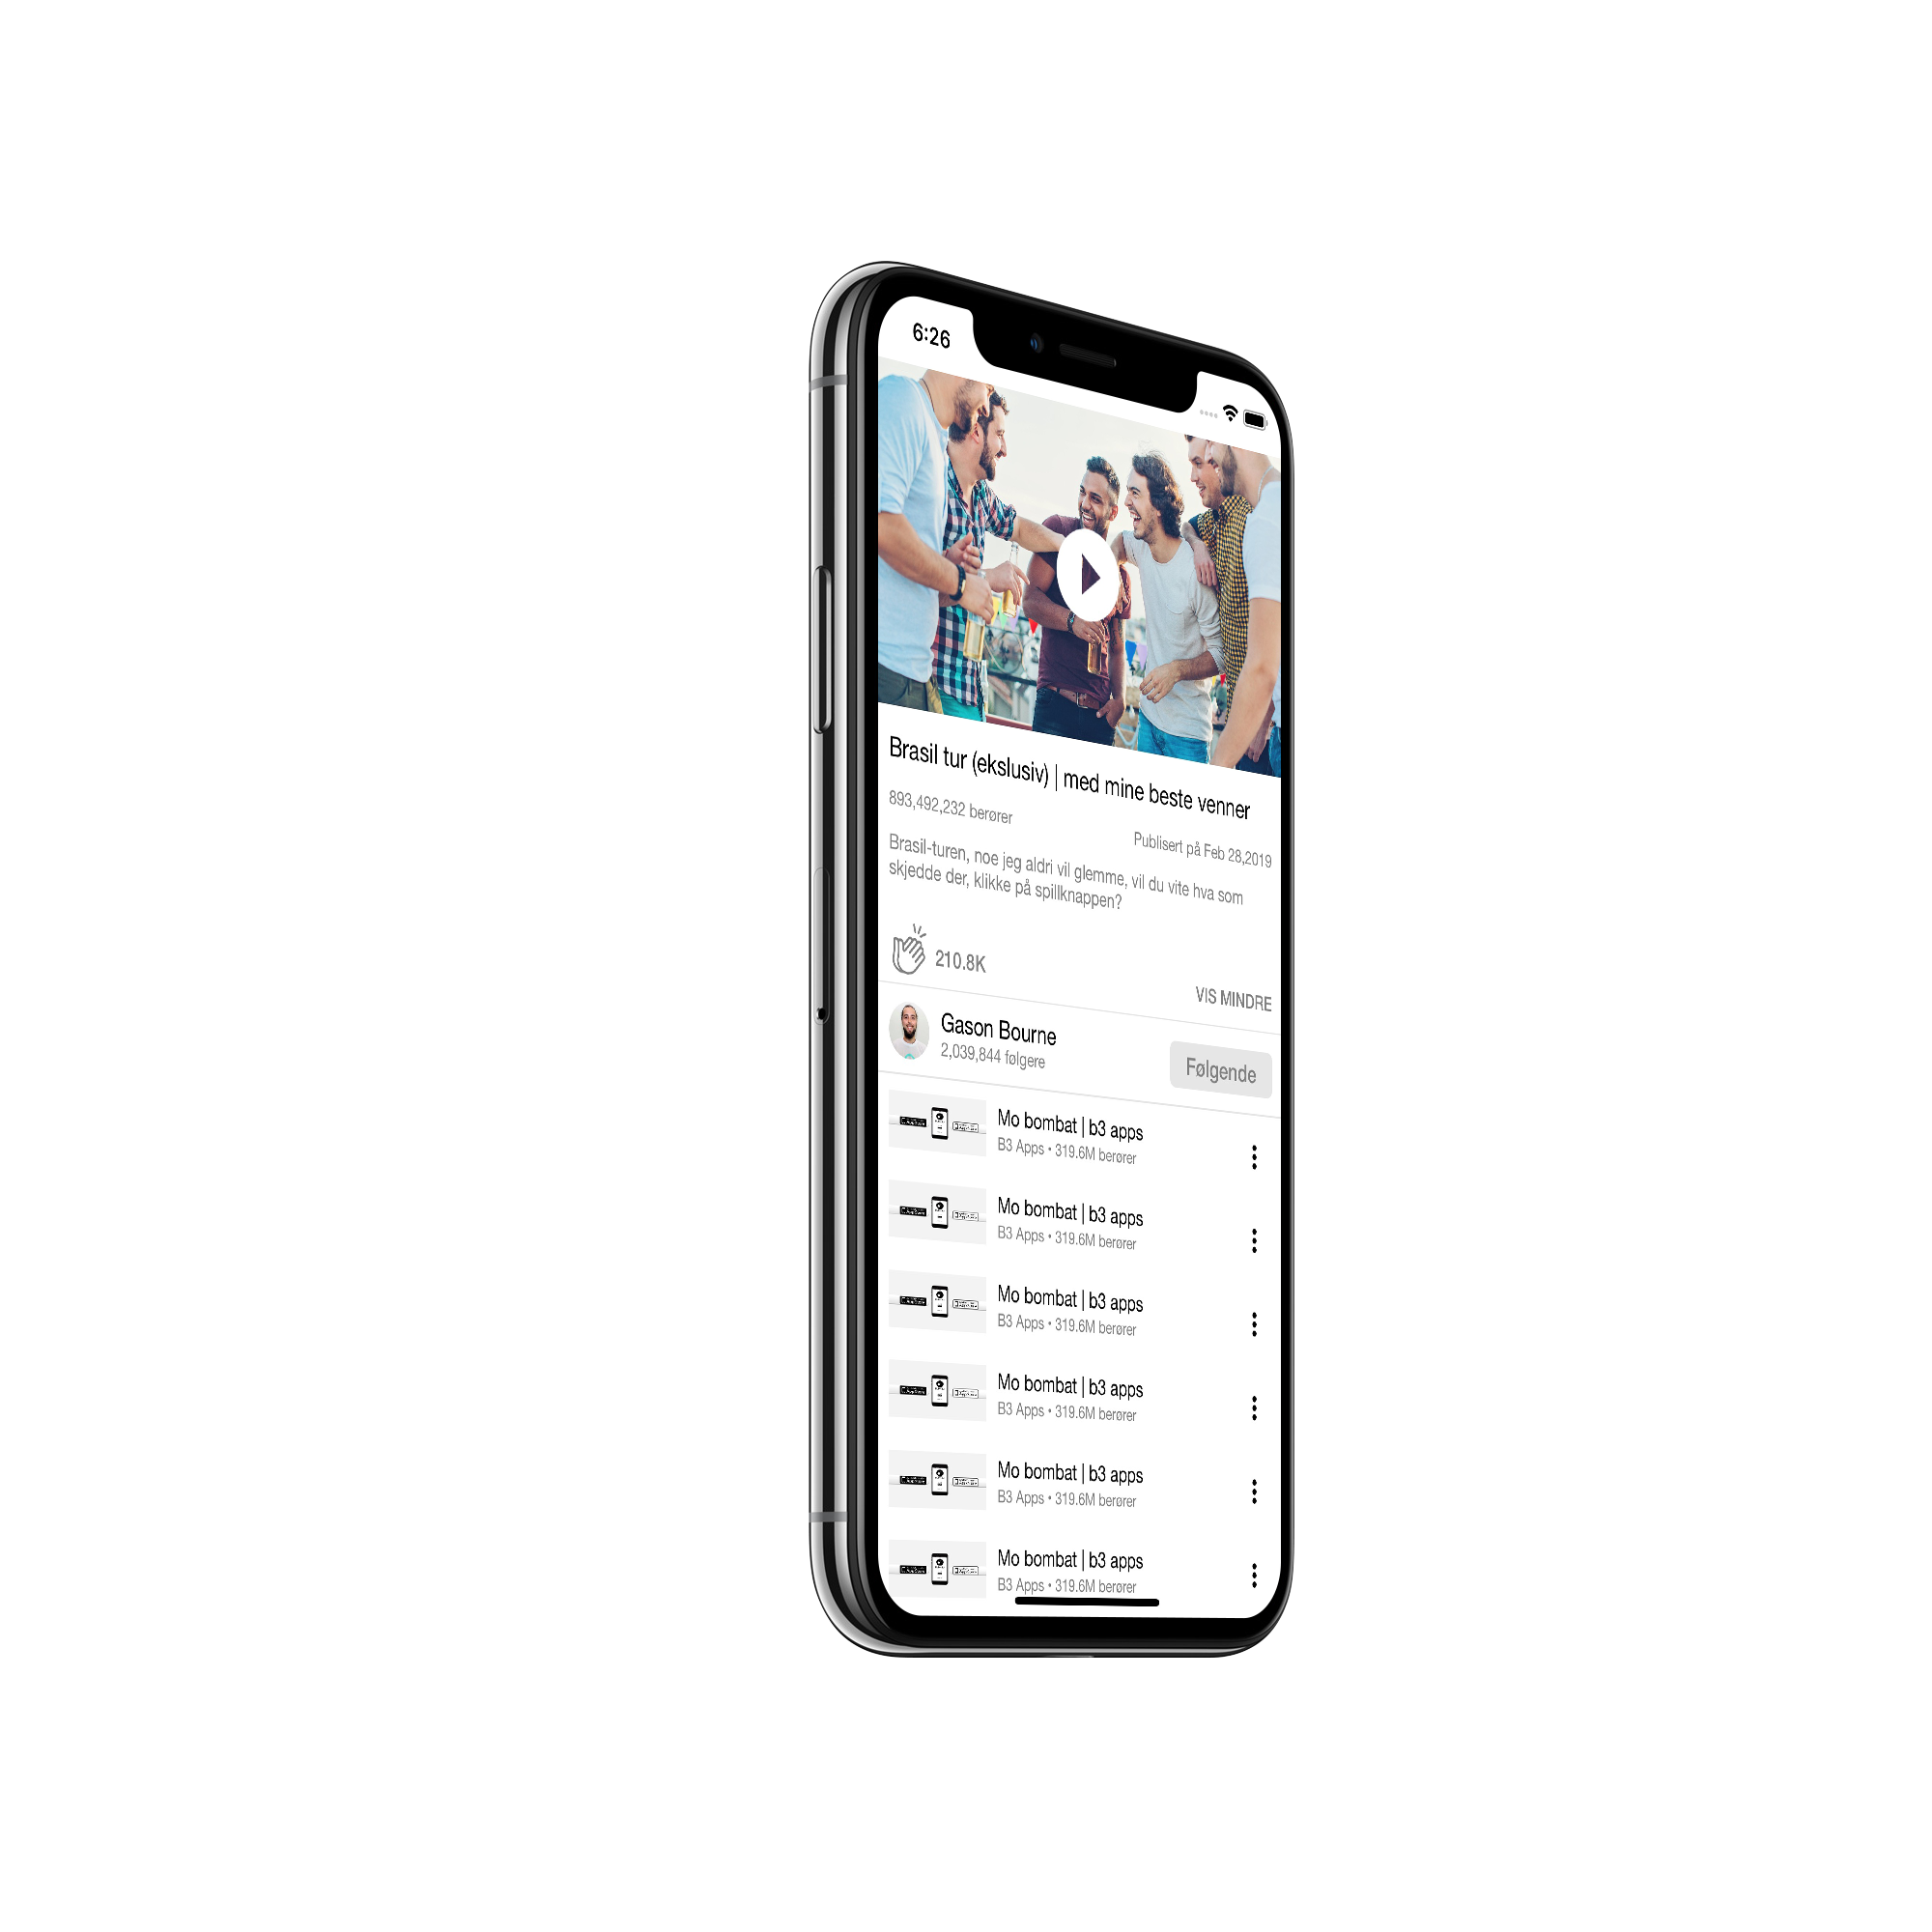 6:26
Brasil tur (ekslusiv) | med mine beste venner
893,492,232 berører
Publisert på Feb 28,2019
Brasil-turen, noe jeg aldri vil glemme, vil du vite hva som
skjedde der, klikke på spillknappen?
210.8K
VIS MINDRE
Gason Bourne
2,039,844 følgere
Følgende
Mo bombat | b3 apps
B3 Apps • 319.6M berører
Mo bombat | b3 apps
B3 Apps • 319.6M berører
Mo bombat | b3 apps
B3 Apps • 319.6M berører
Mo bombat | b3 apps
B3 Apps • 319.6M berører
Mo bombat | b3 apps
B3 Apps • 319.6M berører
Mo bombat | b3 apps
B3 Apps • 319.6M berører